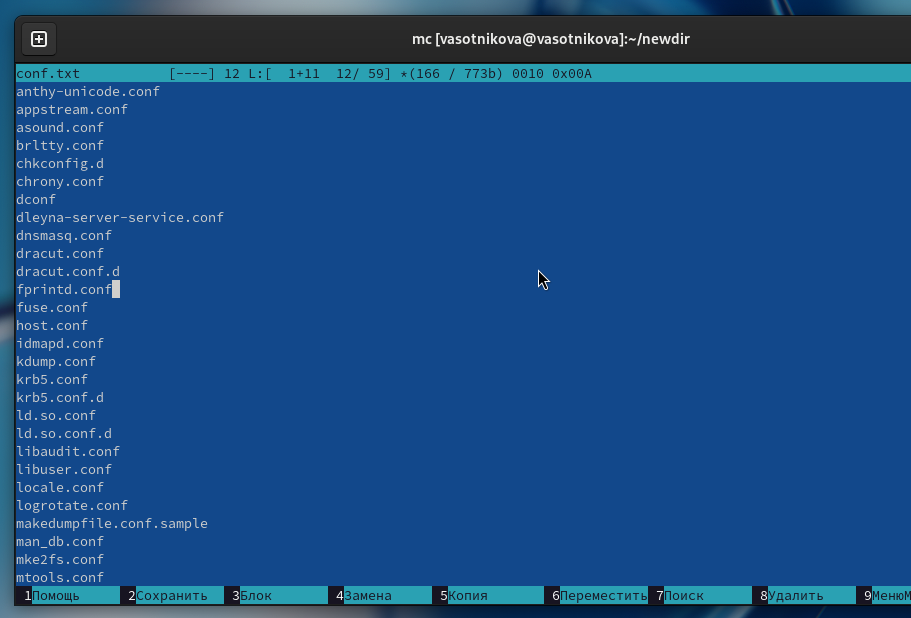 mc [vasotnikova@vasotnikova]:~/newdir
conf.txt [----] 12 L:[ 1+11 12/ 59] *(166 / 773b) 0010 0x00A
anthy-unicode.conf
appstream.conf
asound.conf
brltty.conf
chkconfig.d
chrony.conf
dconf
dleyna-server-service.conf
dnsmasq.conf
dracut.conf
dracut.conf.d
fprintd.conf
fuse.conf
host.conf
idmapd.conf
kdump.conf
krb5.conf
krb5.conf.d
ld.so.conf
ld.so.conf.d
libaudit.conf
libuser.conf
locale.conf
logrotate.conf
makedumpfile.conf.sample
man_db.conf
mke2fs.conf
mtools.conf
1Помощь 2Сохранить 3Блок 4Замена 5Копия 6Переместить 7Поиск 8Удалить 9МенюМ